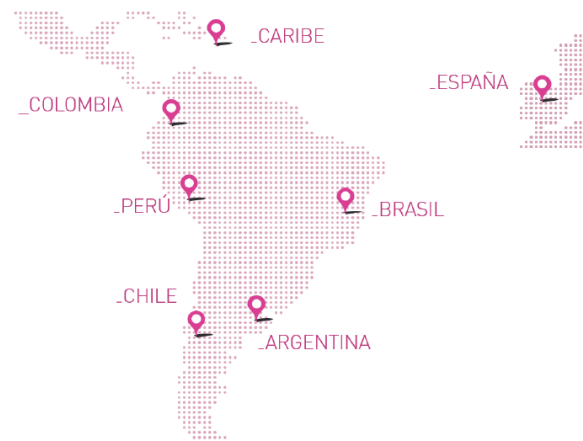 _CARIBE
_ESPAÑA
_COLOMBIA
_PERÚ
_BRASIL
_CHILE
_ARGENTINA